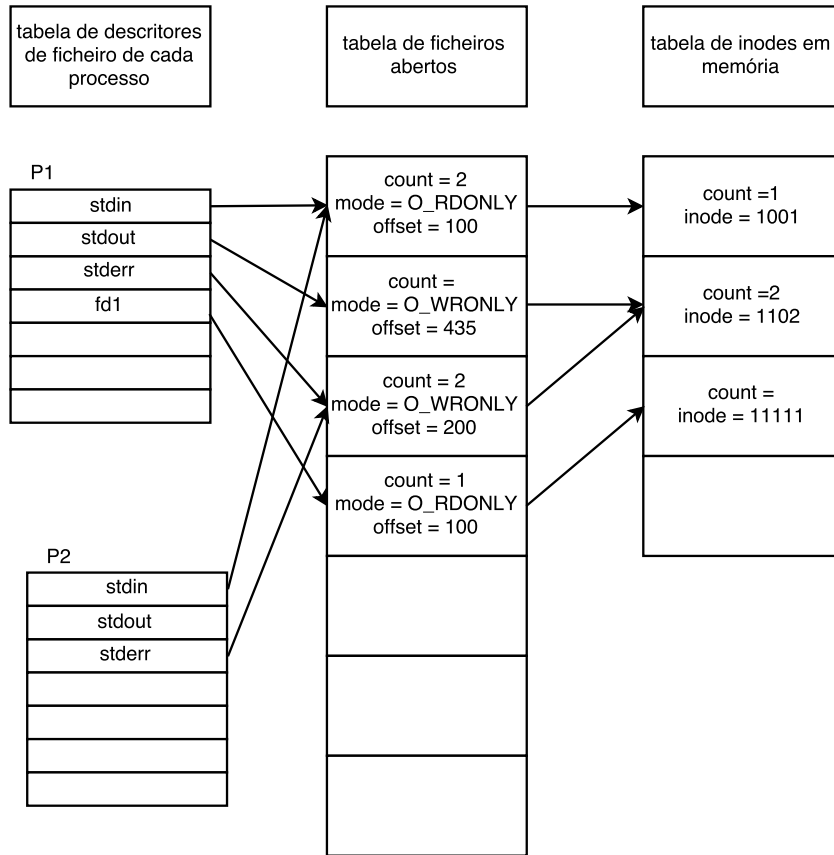 tabela de descritores
de ficheiro de cada
processo
tabela de ficheiros
abertos
tabela de inodes em
memória
P1
stdin
stdout
stderr
fd1
P2
stdin
stdout
stderr
count = 2
mode = O_RDONLY
offset = 100
count =
mode = O_WRONLY
offset = 435
count = 2
mode = O_WRONLY
offset = 200
count = 1
mode = O_RDONLY
offset = 100
count =1
inode = 1001
count =2
inode = 1102
count =
inode = 11111